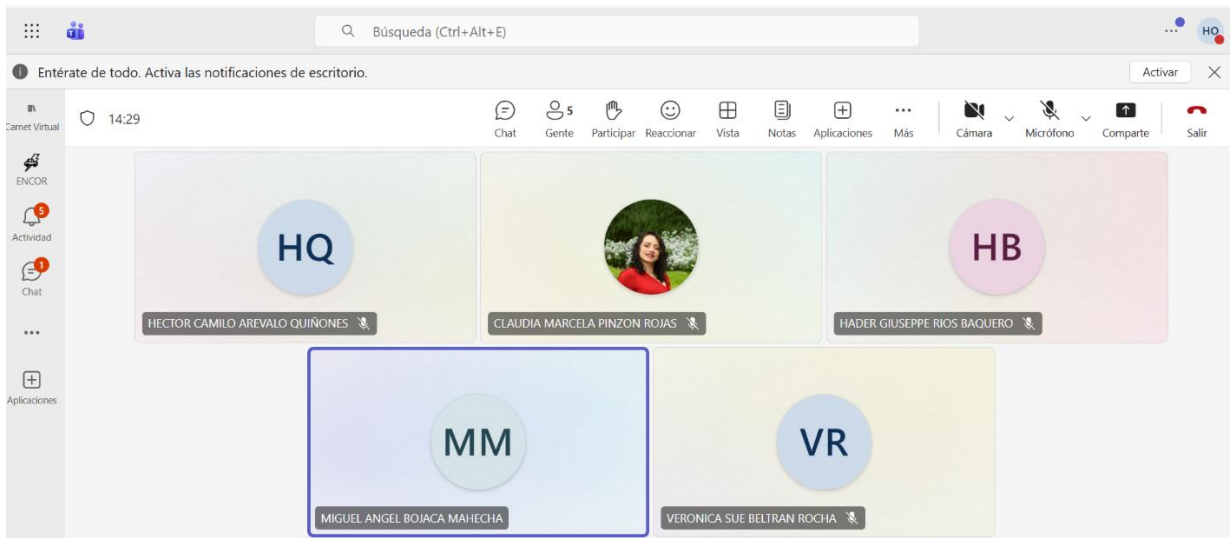 Búsqueda (Ctrl+Alt+E)
HQ
Entérate de todo. Activa las notificaciones de escritorio.
Activar
Carnet Virtual
14:29
5
Chat
Gente
Participar
Reaccionar
Vista
Notas
Aplicaciones
Más
Cámara
Micrófono
Comparte
Salir
ENCOR
5
Actividad
1
Chat
Aplicaciones
HQ
HECTOR CAMILO AREVALO QUIÑONES
CLAUDIA MARCELA PINZON ROJAS
HB
HADER GIUSEPPE RIOS BAQUERO
MM
MIGUEL ANGEL BOJACA MAHECHA
VR
VERONICA SUE BELTRAN ROCHA